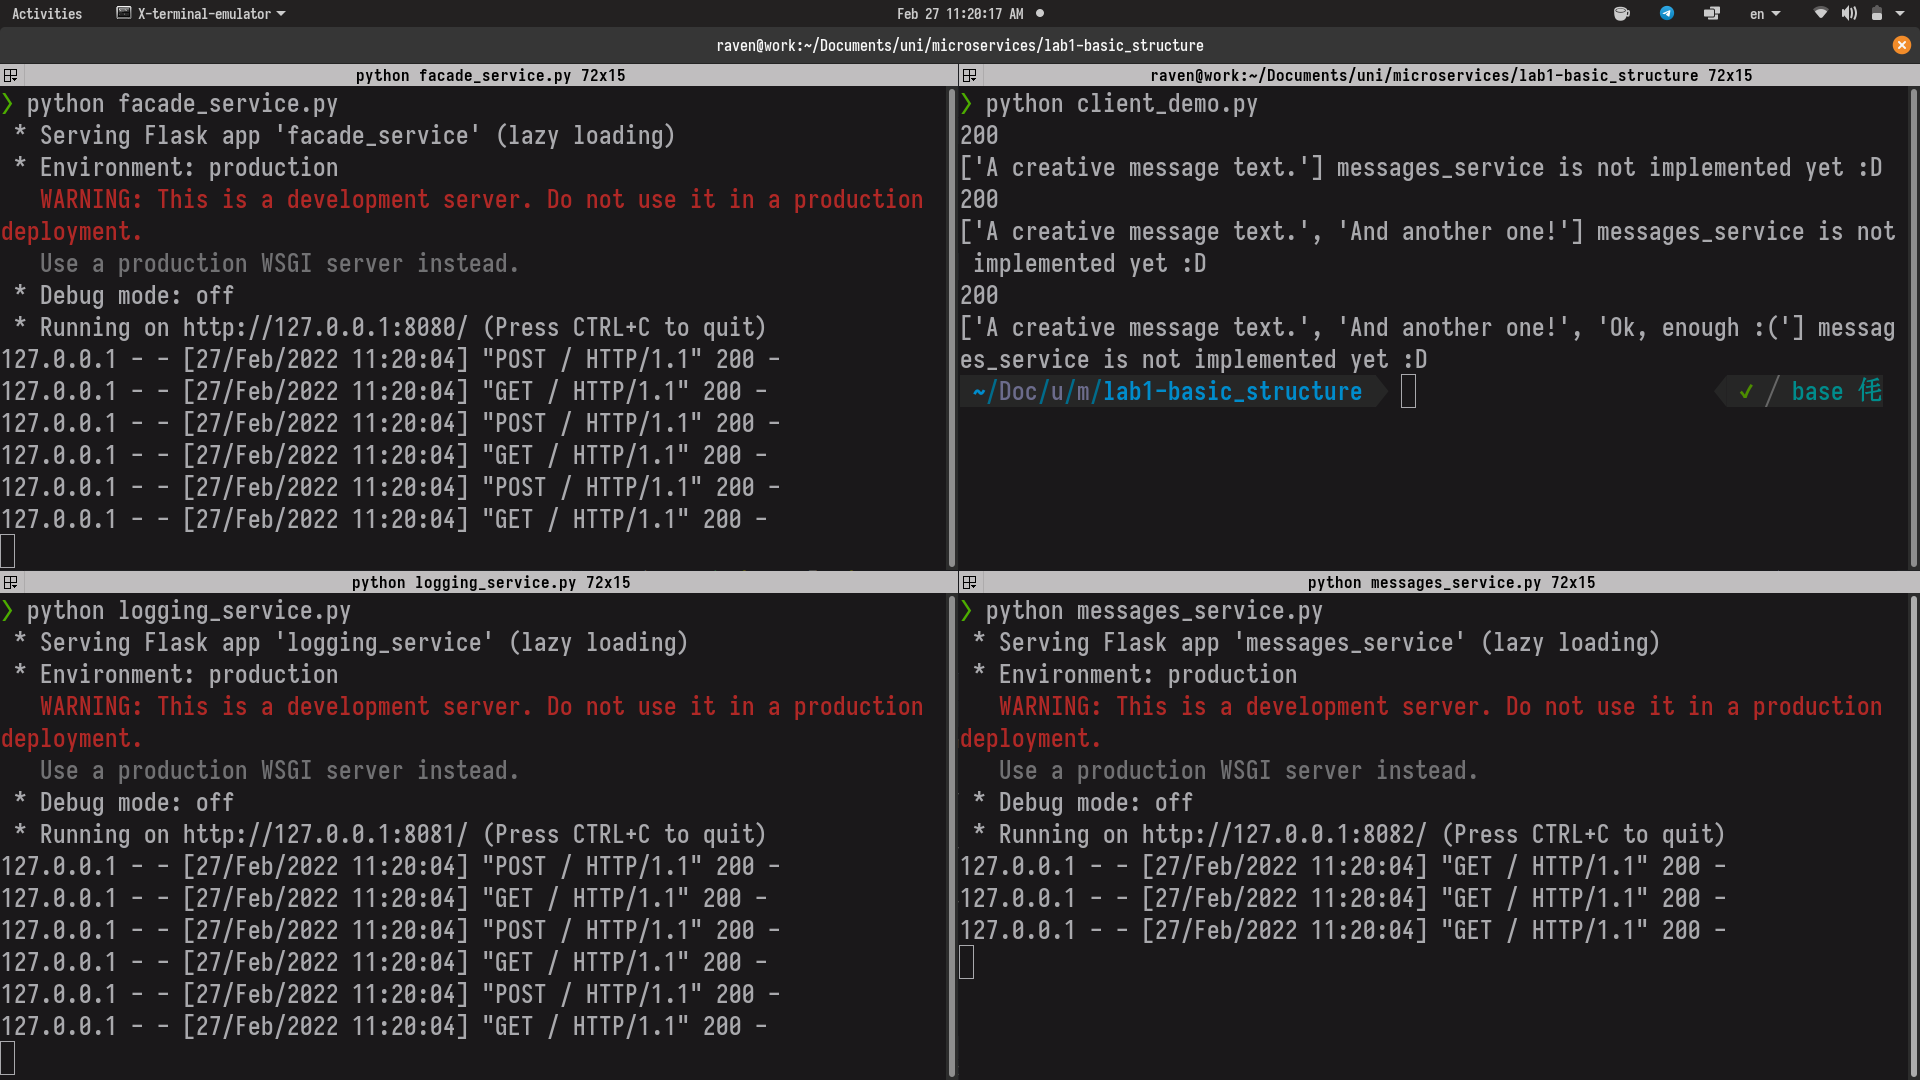 Activities X-terminal-emulator Feb 27 11:20:17 AM en
raven@work:~/Documents/uni/microservices/lab1-basic_structure
python facade_service.py 72x15
❯ python facade_service.py
 * Serving Flask app 'facade_service' (lazy loading)
 * Environment: production
   WARNING: This is a development server. Do not use it in a production
deployment.
   Use a production WSGI server instead.
 * Debug mode: off
 * Running on http://127.0.0.1:8080/ (Press CTRL+C to quit)
127.0.0.1 - - [27/Feb/2022 11:20:04] "POST / HTTP/1.1" 200 -
127.0.0.1 - - [27/Feb/2022 11:20:04] "GET / HTTP/1.1" 200 -
127.0.0.1 - - [27/Feb/2022 11:20:04] "POST / HTTP/1.1" 200 -
127.0.0.1 - - [27/Feb/2022 11:20:04] "GET / HTTP/1.1" 200 -
127.0.0.1 - - [27/Feb/2022 11:20:04] "POST / HTTP/1.1" 200 -
127.0.0.1 - - [27/Feb/2022 11:20:04] "GET / HTTP/1.1" 200 -
raven@work:~/Documents/uni/microservices/lab1-basic_structure 72x15
❯ python client_demo.py
200
['A creative message text.'] messages_service is not implemented yet :D
200
['A creative message text.', 'And another one!'] messages_service is not
 implemented yet :D
200
['A creative message text.', 'And another one!', 'Ok, enough :('] messag
es_service is not implemented yet :D
~/Doc/u/m/lab1-basic_structure ✓ base
python logging_service.py 72x15
❯ python logging_service.py
 * Serving Flask app 'logging_service' (lazy loading)
 * Environment: production
   WARNING: This is a development server. Do not use it in a production
deployment.
   Use a production WSGI server instead.
 * Debug mode: off
 * Running on http://127.0.0.1:8081/ (Press CTRL+C to quit)
127.0.0.1 - - [27/Feb/2022 11:20:04] "POST / HTTP/1.1" 200 -
127.0.0.1 - - [27/Feb/2022 11:20:04] "GET / HTTP/1.1" 200 -
127.0.0.1 - - [27/Feb/2022 11:20:04] "POST / HTTP/1.1" 200 -
127.0.0.1 - - [27/Feb/2022 11:20:04] "GET / HTTP/1.1" 200 -
127.0.0.1 - - [27/Feb/2022 11:20:04] "POST / HTTP/1.1" 200 -
127.0.0.1 - - [27/Feb/2022 11:20:04] "GET / HTTP/1.1" 200 -
python messages_service.py 72x15
❯ python messages_service.py
 * Serving Flask app 'messages_service' (lazy loading)
 * Environment: production
   WARNING: This is a development server. Do not use it in a production
deployment.
   Use a production WSGI server instead.
 * Debug mode: off
 * Running on http://127.0.0.1:8082/ (Press CTRL+C to quit)
127.0.0.1 - - [27/Feb/2022 11:20:04] "GET / HTTP/1.1" 200 -
127.0.0.1 - - [27/Feb/2022 11:20:04] "GET / HTTP/1.1" 200 -
127.0.0.1 - - [27/Feb/2022 11:20:04] "GET / HTTP/1.1" 200 -